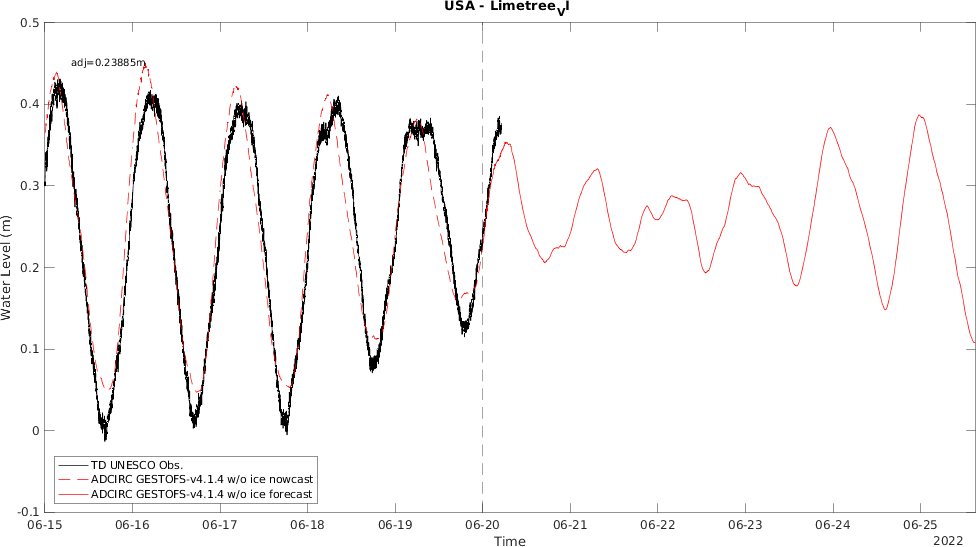 USA - Limetree_VI
adj=0.23885m
0.5
0.4
0.3
0.2
0.1
0
-0.1
Water Level (m)
TD UNESCO Obs.
ADCIRC GESTOFS-v4.1.4 w/o ice nowcast
ADCIRC GESTOFS-v4.1.4 w/o ice forecast
06-15 06-16 06-17 06-18 06-19 06-20 06-21 06-22 06-23 06-24 06-25
Time
2022